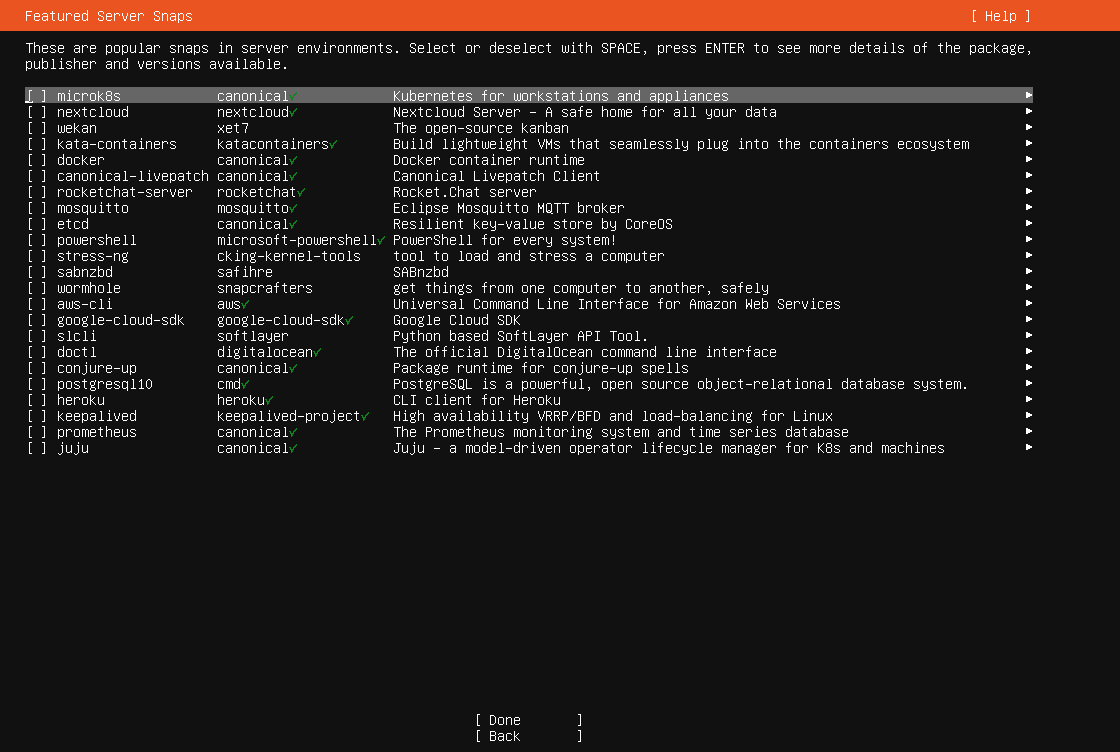 Featured Server Snaps [ Help ]
These are popular snaps in server environments. Select or deselect with SPACE, press ENTER to see more details of the package,
publisher and versions available.
[ ] microk8s canonical✓ Kubernetes for workstations and appliances ▸
[ ] nextcloud nextcloud✓ Nextcloud Server - A safe home for all your data ▸
[ ] wekan xet7 The open-source kanban ▸
[ ] kata-containers katacontainers✓ Build lightweight VMs that seamlessly plug into the containers ecosystem ▸
[ ] docker canonical✓ Docker container runtime ▸
[ ] canonical-livepatch canonical✓ Canonical Livepatch Client ▸
[ ] rocketchat-server rocketchat✓ Rocket.Chat server ▸
[ ] mosquitto mosquitto✓ Eclipse Mosquitto MQTT broker ▸
[ ] etcd canonical✓ Resilient key-value store by CoreOS ▸
[ ] powershell microsoft-powershell✓ PowerShell for every system! ▸
[ ] stress-ng cking-kernel-tools tool to load and stress a computer ▸
[ ] sabnzbd safihre SABnzbd ▸
[ ] wormhole snapcrafters get things from one computer to another, safely ▸
[ ] aws-cli aws✓ Universal Command Line Interface for Amazon Web Services ▸
[ ] google-cloud-sdk google-cloud-sdk✓ Google Cloud SDK ▸
[ ] slcli softlayer Python based SoftLayer API Tool. ▸
[ ] doctl digitalocean✓ The official DigitalOcean command line interface ▸
[ ] conjure-up canonical✓ Package runtime for conjure-up spells ▸
[ ] postgresql10 cmd✓ PostgreSQL is a powerful, open source object-relational database system. ▸
[ ] heroku heroku✓ CLI client for Heroku ▸
[ ] keepalived keepalived-project✓ High availability VRRP/BFD and load-balancing for Linux ▸
[ ] prometheus canonical✓ The Prometheus monitoring system and time series database ▸
[ ] juju canonical✓ Juju - a model-driven operator lifecycle manager for K8s and machines ▸
[ Done ]
[ Back ]